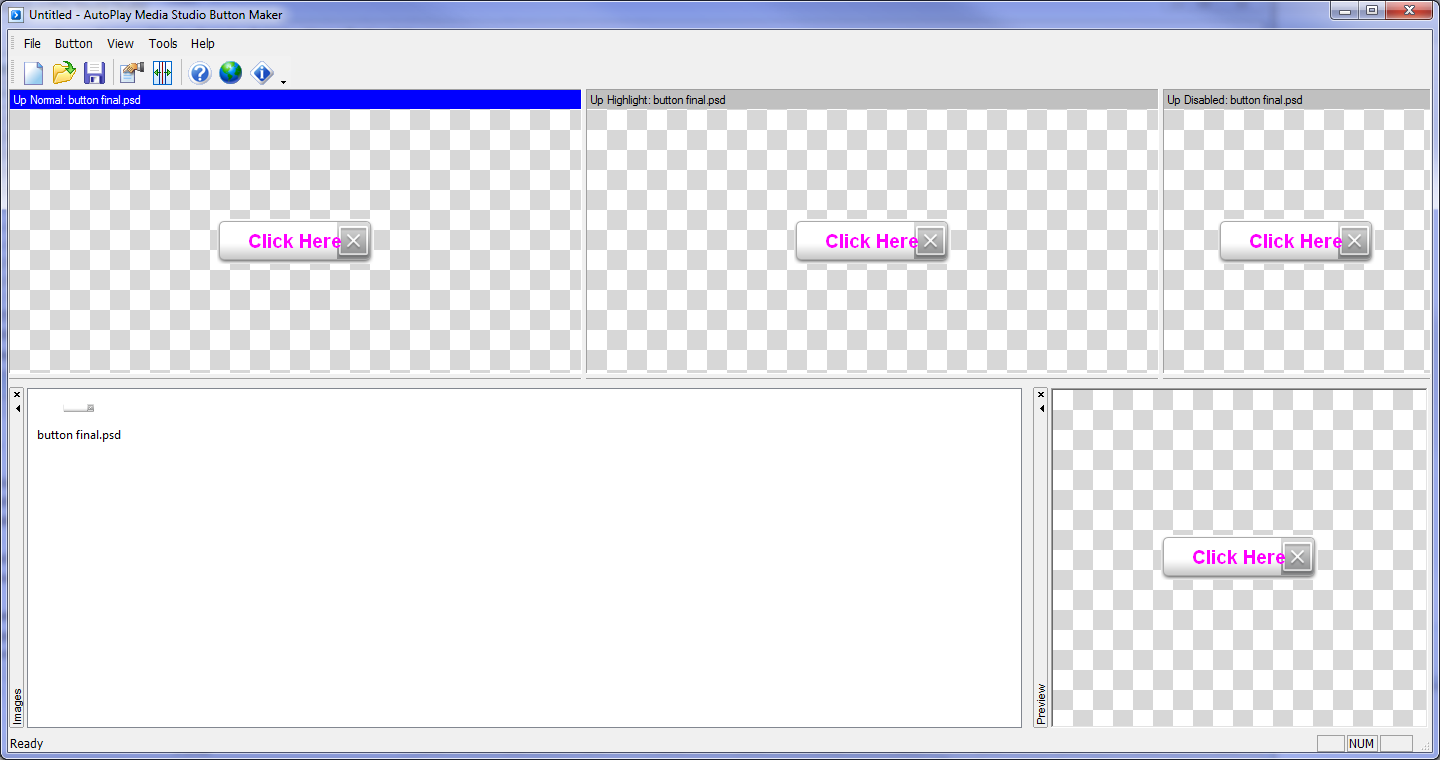 Untitled - AutoPlay Media Studio Button Maker
File Button View Tools Help
Up Normal: button final.psd
Up Highlight: button final.psd
Up Disabled: button final.psd
Click Here
Click Here
Click Here
button final.psd
Images
Preview
Click Here
Ready
NUM